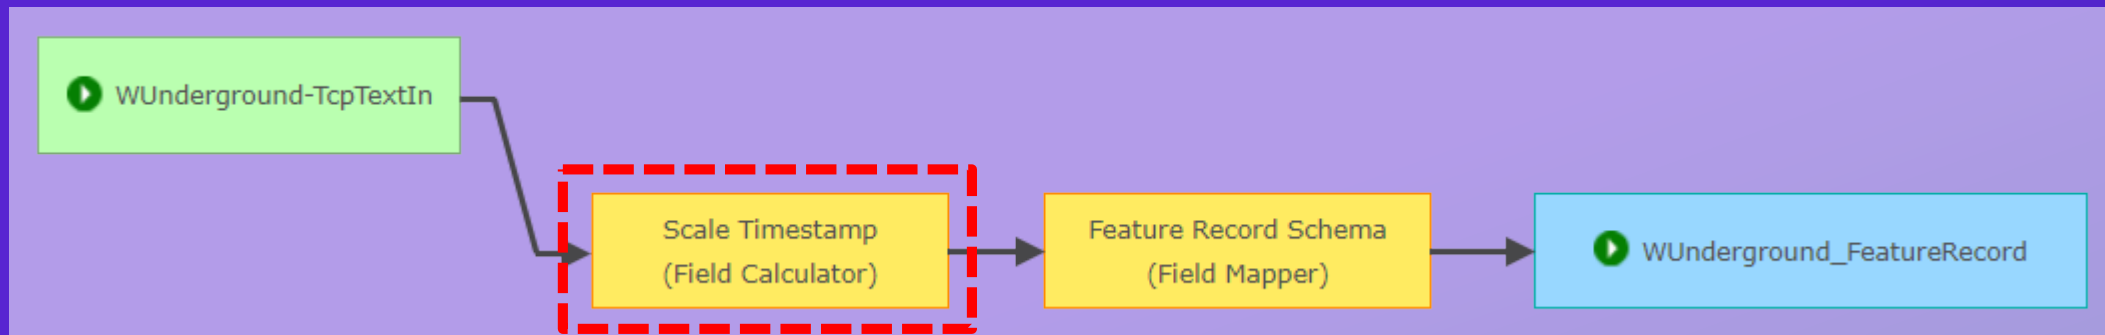 WUnderground-TcpTextIn
Scale Timestamp
(Field Calculator)
Feature Record Schema
(Field Mapper)
WUnderground_FeatureRecord